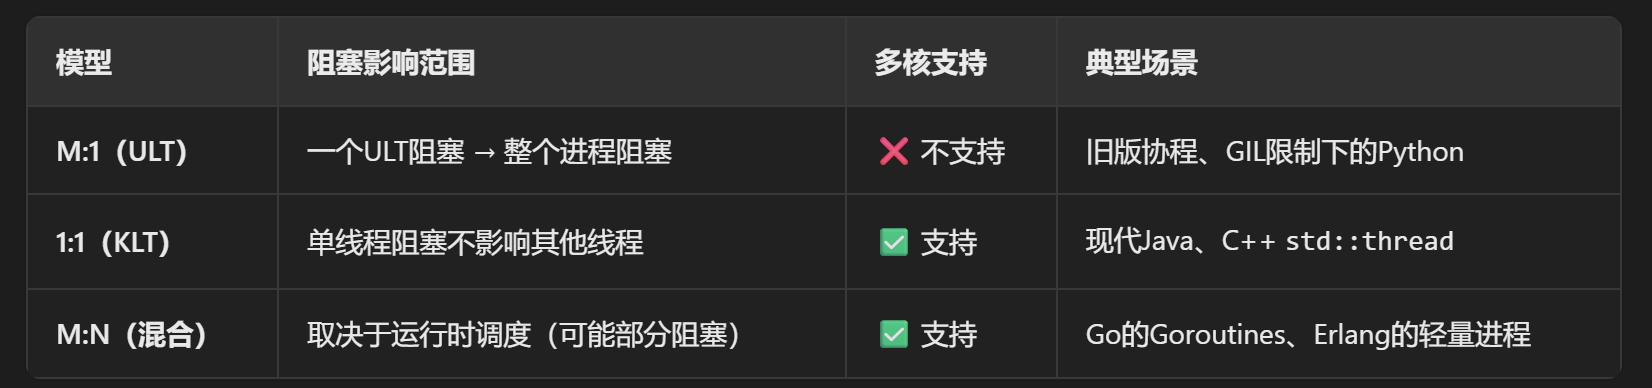 模型 阻塞影响范围 多核支持 典型场景
M:1（ULT） 一个ULT阻塞 → 整个进程阻塞 ❌ 不支持 旧版协程、GIL限制下的Python
1:1（KLT） 单线程阻塞不影响其他线程 ✅ 支持 现代Java、C++ std::thread
M:N（混合） 取决于运行时调度（可能部分阻塞） ✅ 支持 Go的Goroutines、Erlang的轻量进程